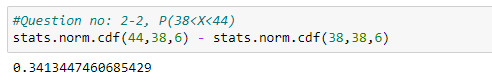 #Question no: 2-2, P(38<X<44)
stats.norm.cdf(44,38,6) - stats.norm.cdf(38,38,6)
0.3413447460685429